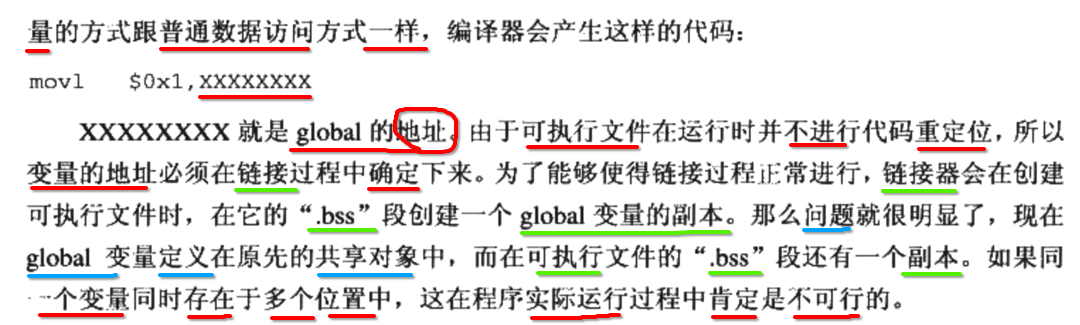 量的方式跟普通数据访问方式一样，编译器会产生这样的代码：
movl $0x1,XXXXXXXX
XXXXXXXX 就是 global 的地址。由于可执行文件在运行时并不进行代码重定位，所以
变量的地址必须在链接过程中确定下来。为了能够使得链接过程正常进行，链接器会在创建
可执行文件时，在它的“.bss”段创建一个 global 变量的副本。那么问题就很明显了，现在
global 变量定义在原先的共享对象中，而在可执行文件的“.bss”段还有一个副本。如果同
一个变量同时存在于多个位置中，这在程序实际运行过程中肯定是不可行的。